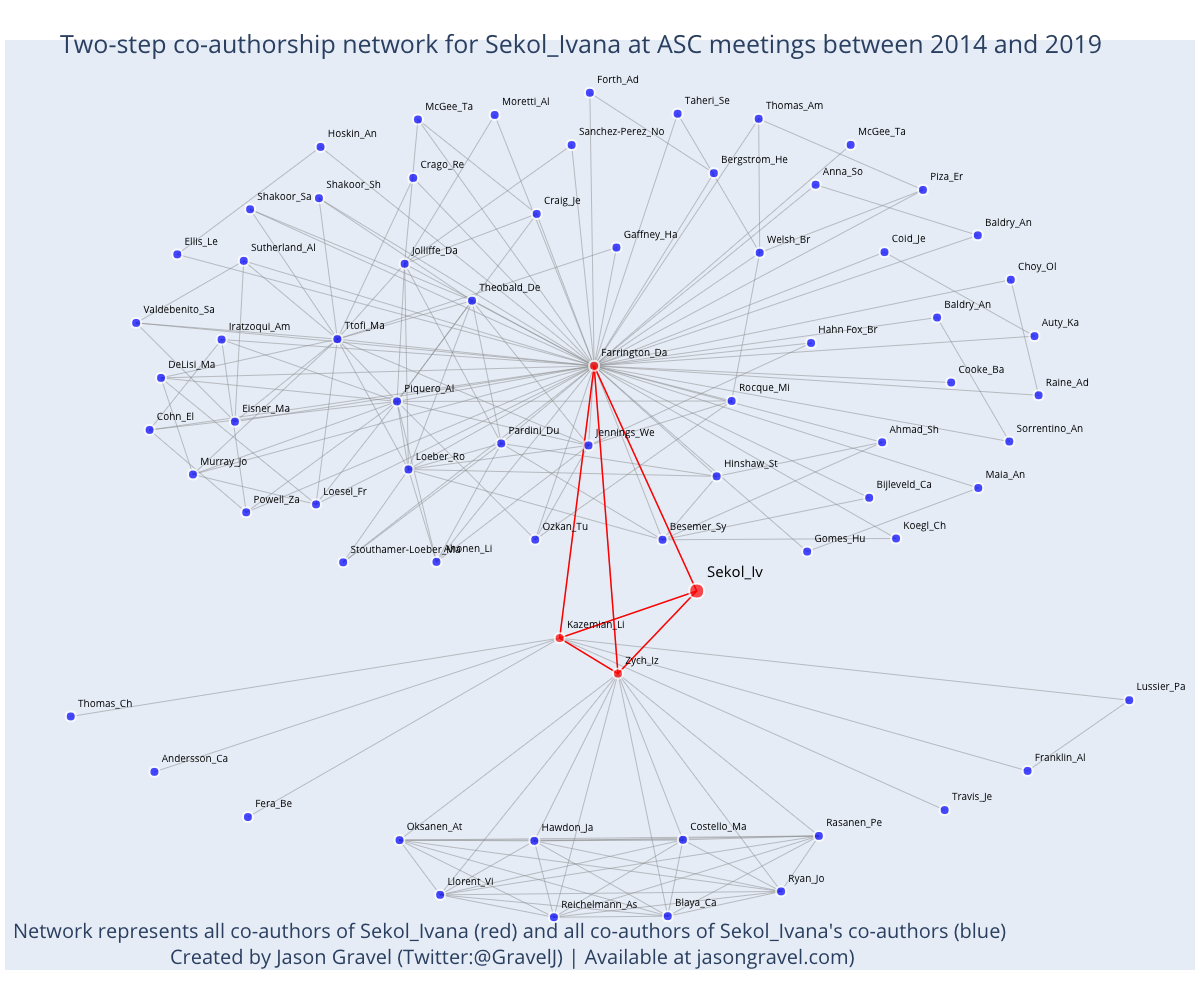 Two-step co-authorship network for Sekol_Ivana at ASC meetings between 2014 and 2019
Forth_Ad
McGee_Ta
Moretti_Al
Taheri_Se
Thomas_Am
Hoskin_An
Sanchez-Perez_No
McGee_Ta
Crago_Re
Bergstrom_He
Anna_So
Piza_Er
Shakoor_Sh
Shakoor_Sa
Craig_Je
Baldry_An
Ellis_Le
Sutherland_Al
Jolliffe_Da
Gaffney_Ha
Welsh_Br
Coid_Je
Choy_Ol
Theobald_De
Valdebenito_Sa
Iratzoqui_Am
Ttofi_Ma
Baldry_An
Hahn Fox_Br
Auty_Ka
Farrington_Da
DeLisi_Ma
Piquero_Al
Rocque_Mi
Cooke_Ba
Raine_Ad
Cohn_El
Eisner_Ma
Pardini_Du
Jennings_We
Ahmad_Sh
Sorrentino_An
Murray_Jo
Loeber_Ro
Hinshaw_St
Maia_An
Powell_Za
Loesel_Fr
Bijleveld_Ca
Ozkan_Tu
Besemer_Sy
Koegl_Ch
Gomes_Hu
Stouthamer-Loeber_Ma
Ahonen_Li
Sekol_Iv
Kazemian_Li
Zych_Iz
Lussier_Pa
Thomas_Ch
Andersson_Ca
Franklin_Al
Fera_Be
Travis_Je
Oksanen_At
Hawdon_Ja
Costello_Ma
Rasanen_Pe
Llorent_Vi
Ryan_Jo
Reichelmann_As
Blaya_Ca
Network represents all co-authors of Sekol_Ivana (red) and all co-authors of Sekol_Ivana's co-authors (blue)
Created by Jason Gravel (Twitter:@GravelJ) | Available at jasongravel.com)